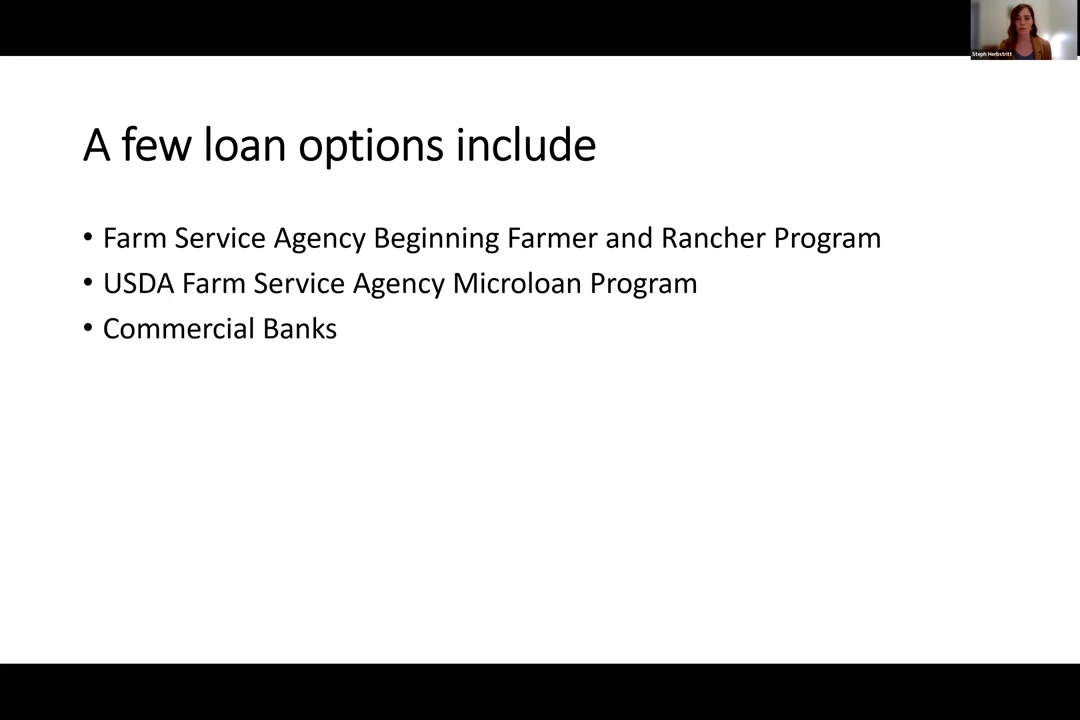 Steph Herbstritt
A few loan options include
• Farm Service Agency Beginning Farmer and Rancher Program
• USDA Farm Service Agency Microloan Program
• Commercial Banks